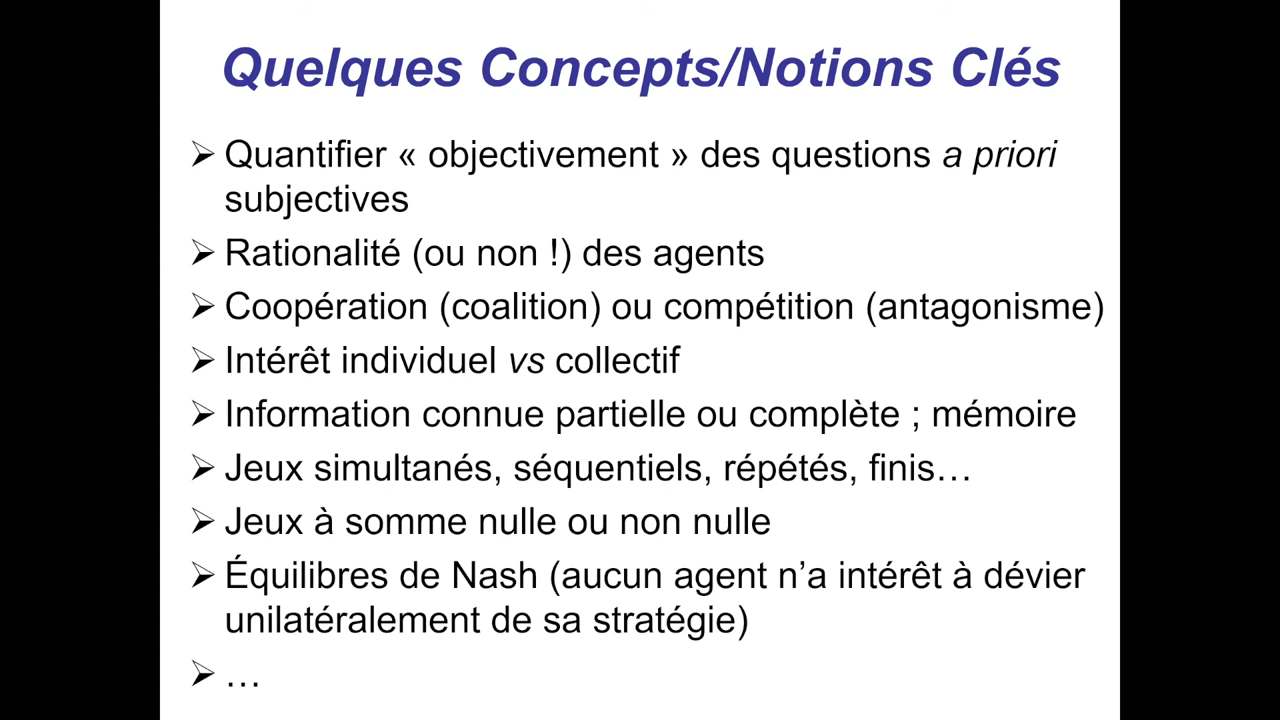 Quelques Concepts/Notions Clés
➢ Quantifier « objectivement » des questions a priori
subjectives
➢ Rationalité (ou non !) des agents
➢ Coopération (coalition) ou compétition (antagonisme)
➢ Intérêt individuel vs collectif
➢ Information connue partielle ou complète ; mémoire
➢ Jeux simultanés, séquentiels, répétés, finis…
➢ Jeux à somme nulle ou non nulle
➢ Équilibres de Nash (aucun agent n’a intérêt à dévier
unilatéralement de sa stratégie)
➢ …